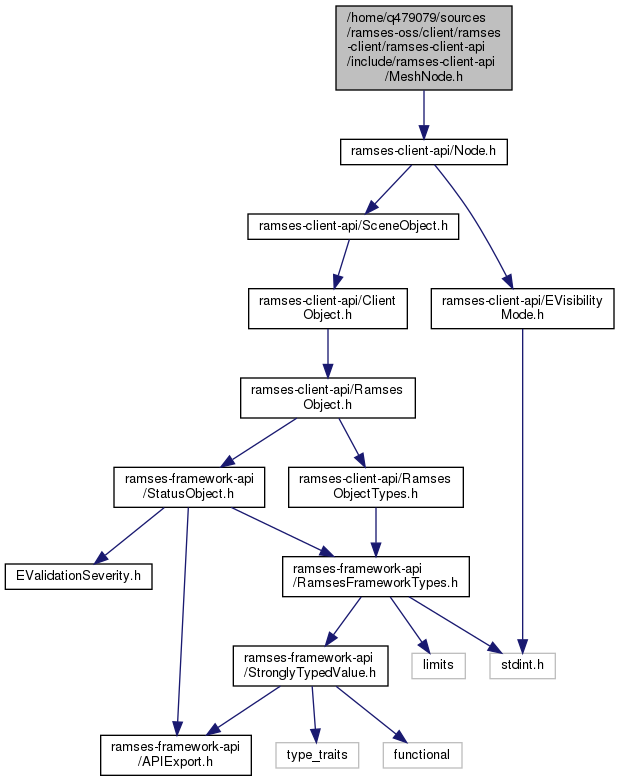 /home/q479079/sources
/ramses-oss/client/ramses
-client/ramses-client-api
/include/ramses-client-api
/MeshNode.h
ramses-client-api/Node.h
ramses-client-api/SceneObject.h
ramses-client-api/Client
Object.h
ramses-client-api/EVisibility
Mode.h
ramses-client-api/Ramses
Object.h
ramses-framework-api
/StatusObject.h
ramses-client-api/Ramses
ObjectTypes.h
EValidationSeverity.h
ramses-framework-api
/RamsesFrameworkTypes.h
ramses-framework-api
/StronglyTypedValue.h
limits
stdint.h
ramses-framework-api
/APIExport.h
type_traits
functional